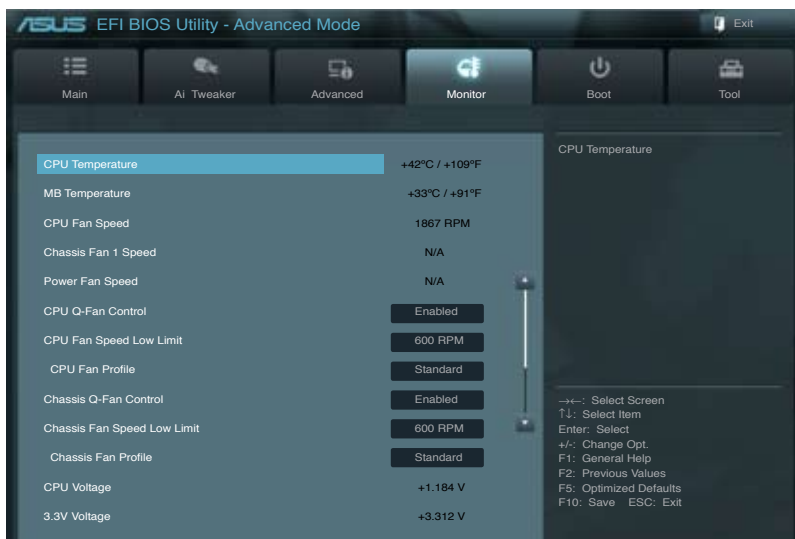 ASUS EFI BIOS Utility - Advanced Mode
Exit
Main
Ai Tweaker
Advanced
Monitor
Boot
Tool
CPU Temperature +42ºC / +109ºF
MB Temperature +33ºC / +91ºF
CPU Fan Speed 1867 RPM
Chassis Fan 1 Speed N/A
Power Fan Speed N/A
CPU Q-Fan Control Enabled
CPU Fan Speed Low Limit 600 RPM
CPU Fan Profile Standard
Chassis Q-Fan Control Enabled
Chassis Fan Speed Low Limit 600 RPM
Chassis Fan Profile Standard
CPU Voltage +1.184 V
3.3V Voltage +3.312 V
CPU Temperature
→←: Select Screen
↑↓: Select Item
Enter: Select
+/-: Change Opt.
F1: General Help
F2: Previous Values
F5: Optimized Defaults
F10: Save ESC: Exit